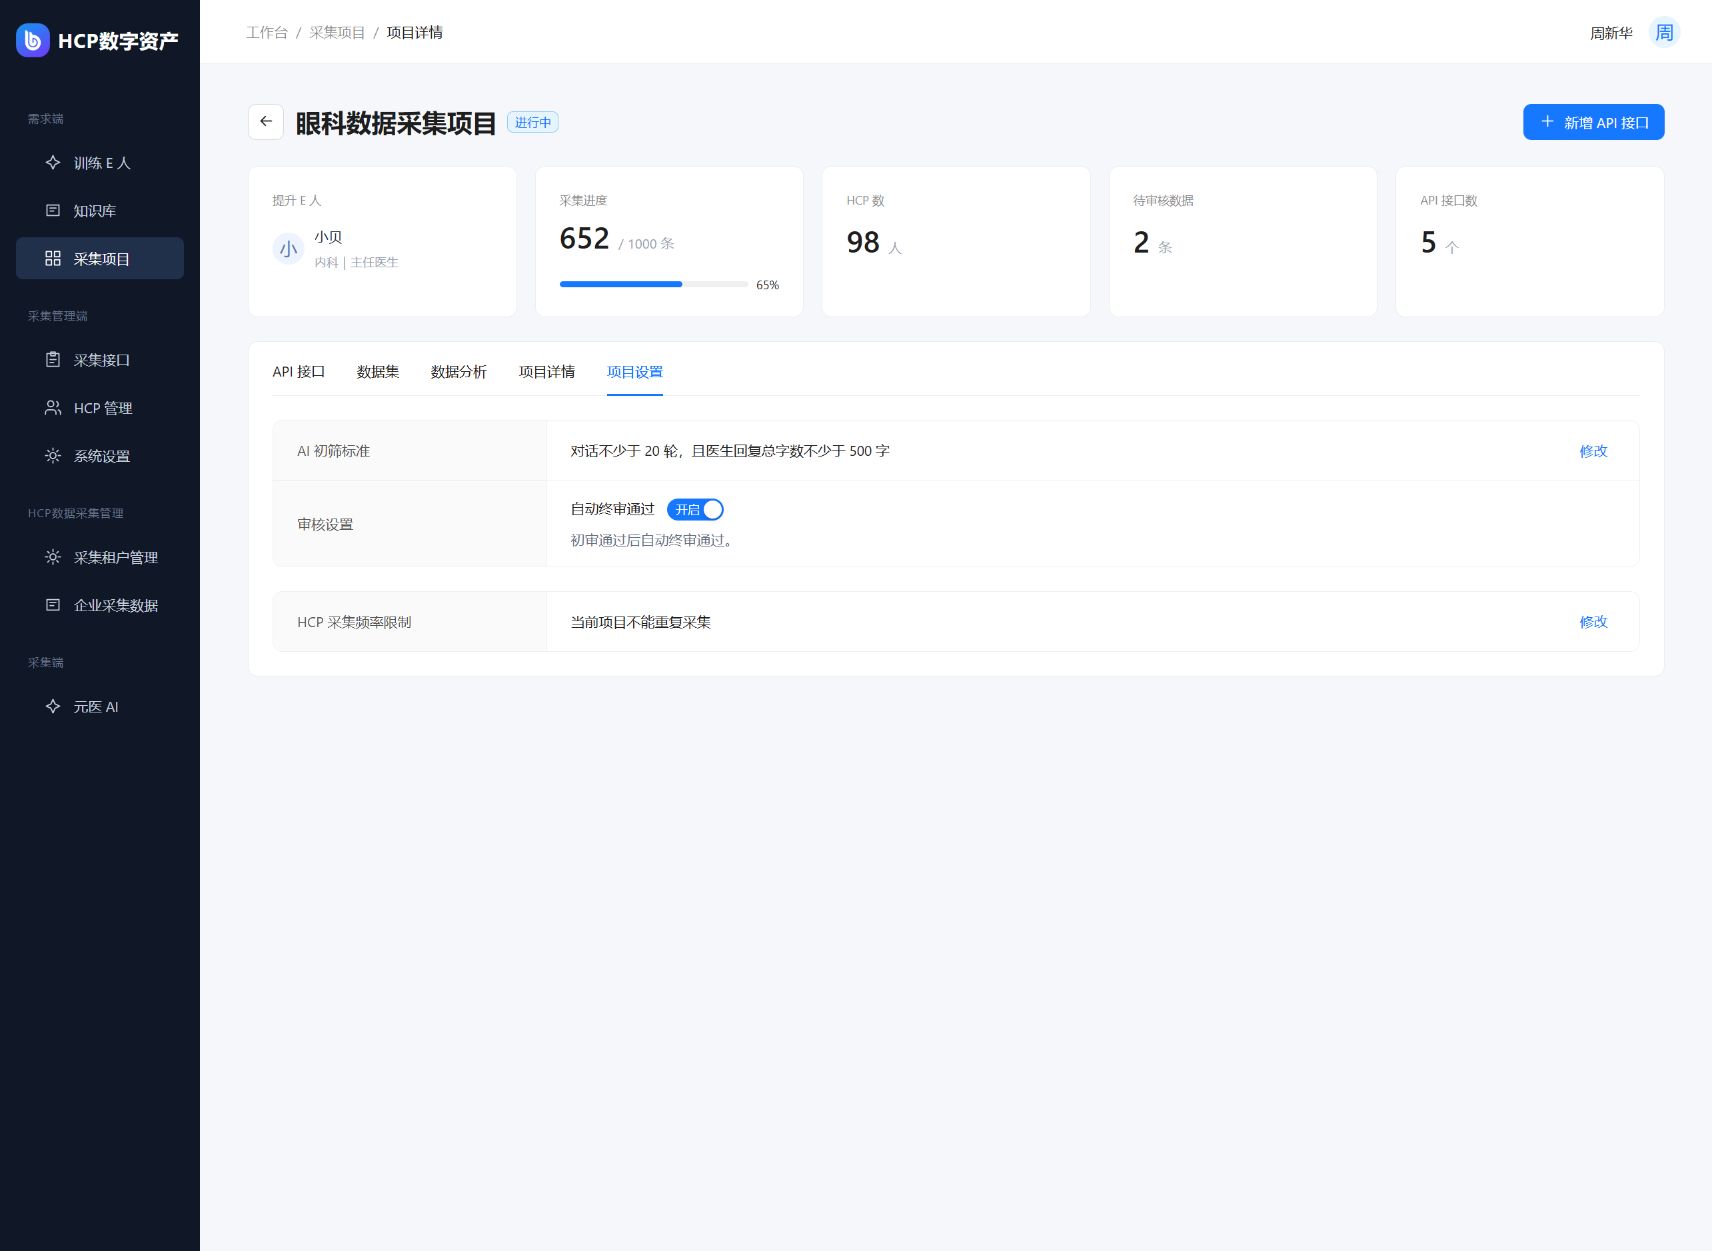 HCP数字资产
工作台 / 采集项目 / 项目详情
周新华 周
需求端
训练 E 人
知识库
采集项目
采集管理端
采集接口
HCP 管理
系统设置
HCP数据采集管理
采集租户管理
企业采集数据
采集端
元医 AI
眼科数据采集项目 进行中
+ 新增 API 接口
提升 E 人
小
小贝
内科 | 主任医生
采集进度
652 / 1000 条
65%
HCP 数
98 人
待审核数据
2 条
API 接口数
5 个
API 接口 数据集 数据分析 项目详情 项目设置
AI 初筛标准 对话不少于 20 轮，且医生回复总字数不少于 500 字 修改
审核设置
自动终审通过 开启
初审通过后自动终审通过。
HCP 采集频率限制 当前项目不能重复采集 修改